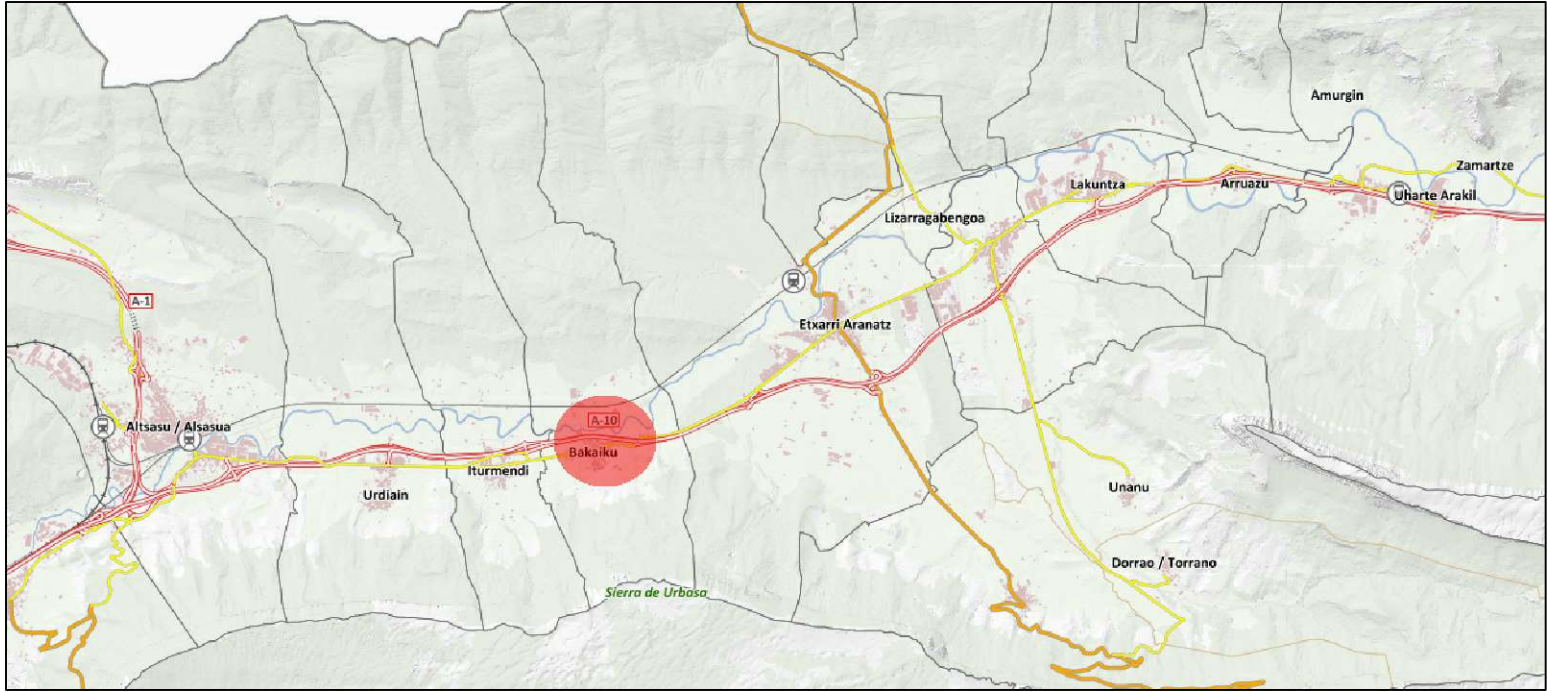 Amurgin
Zamartze
Lakuntza
Arruazu
Uharte Arakil
Lizarragabengoa
A-1
Etxarri Aranatz
A-10
Altsasu / Alsasua
Bakaiku
Iturmendi
Urdiain
Unanu
Dorrao / Torrano
Sierra de Urbasa